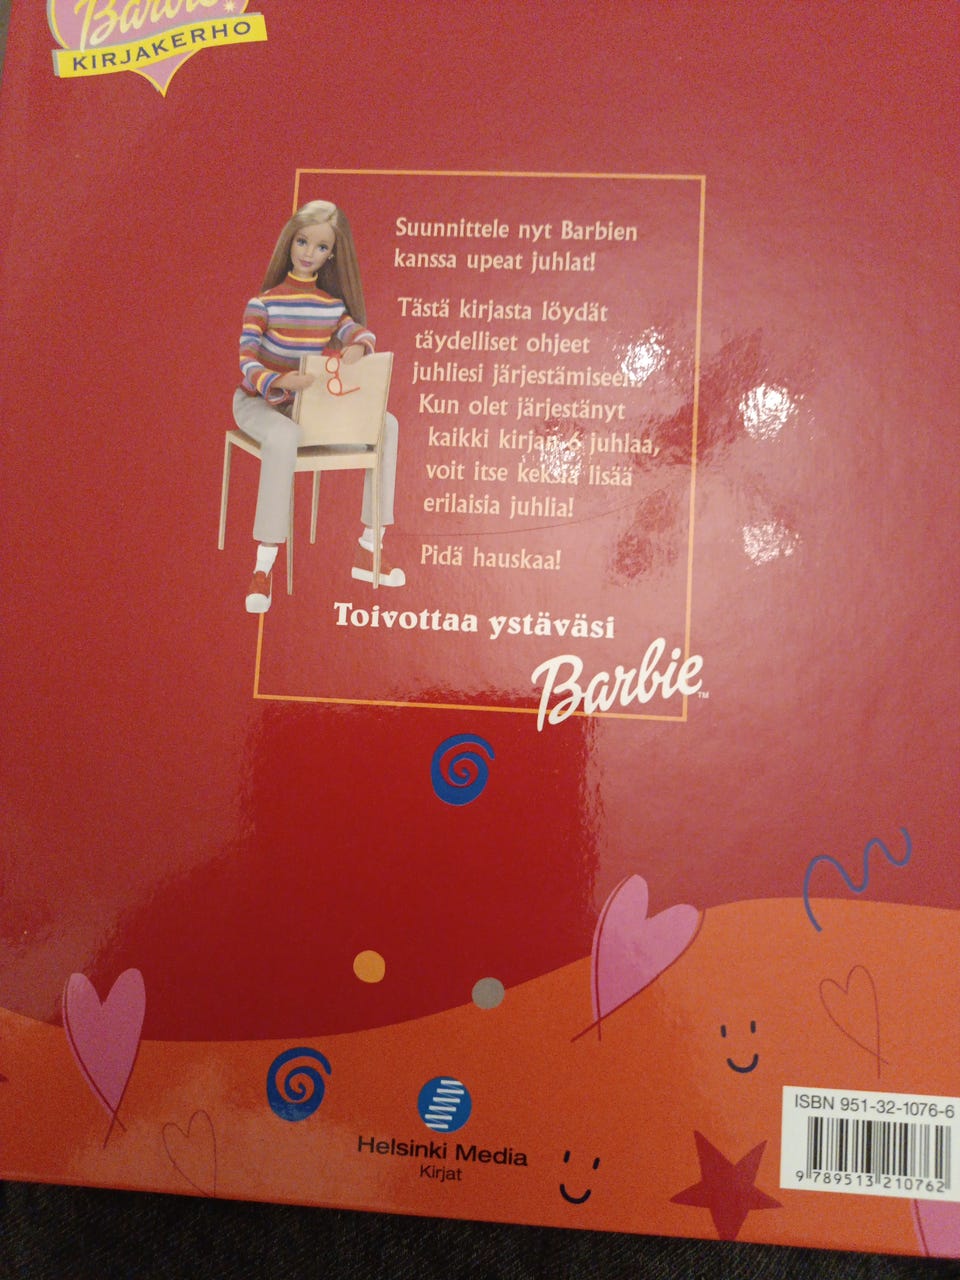 Barbie
KIRJAKERHO
Suunnittele nyt Barbien
kanssa upeat juhlat!
Tästä kirjasta löydät
täydelliset ohjeet
juhliesi järjestämiseen.
Kun olet järjestänyt
kaikki kirjan 6 juhlaa,
voit itse keksiä lisää
erilaisia juhlia!
Pidä hauskaa!
Toivottaa ystäväsi
Barbie™
Helsinki Media
Kirjat
ISBN 951-32-1076-6
9 789513 210762